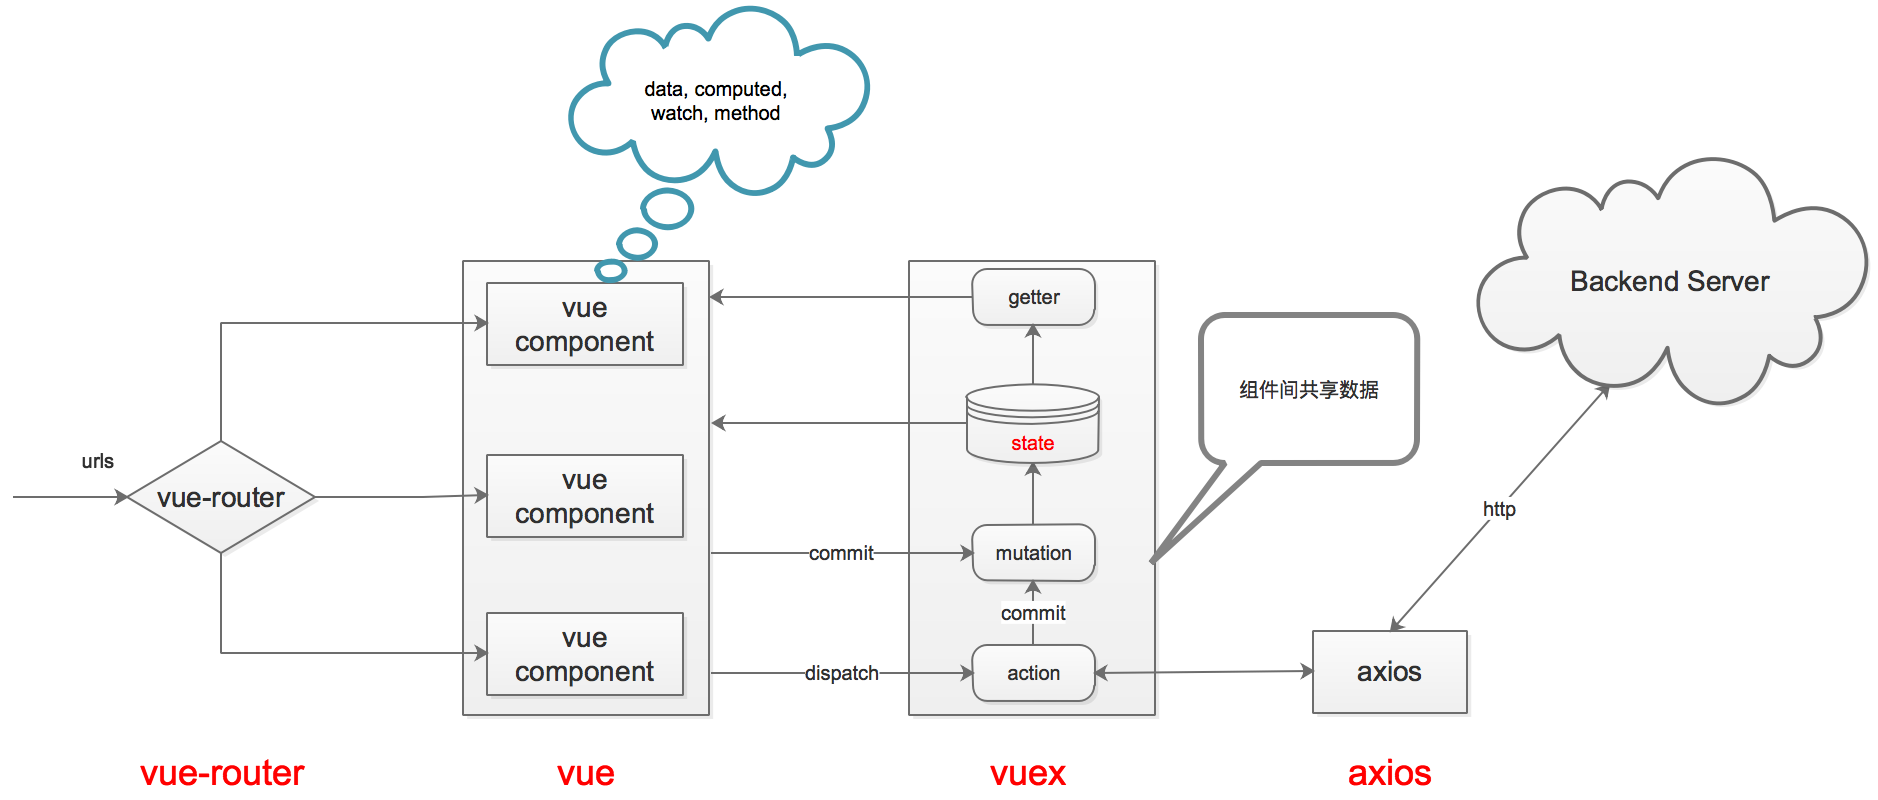 data, computed,
watch, method
Backend Server
vue
component
getter
组件间共享数据
state
urls
vue-router
vue
component
http
commit
mutation
commit
vue
component
dispatch
action
axios
vue-router
vue
vuex
axios